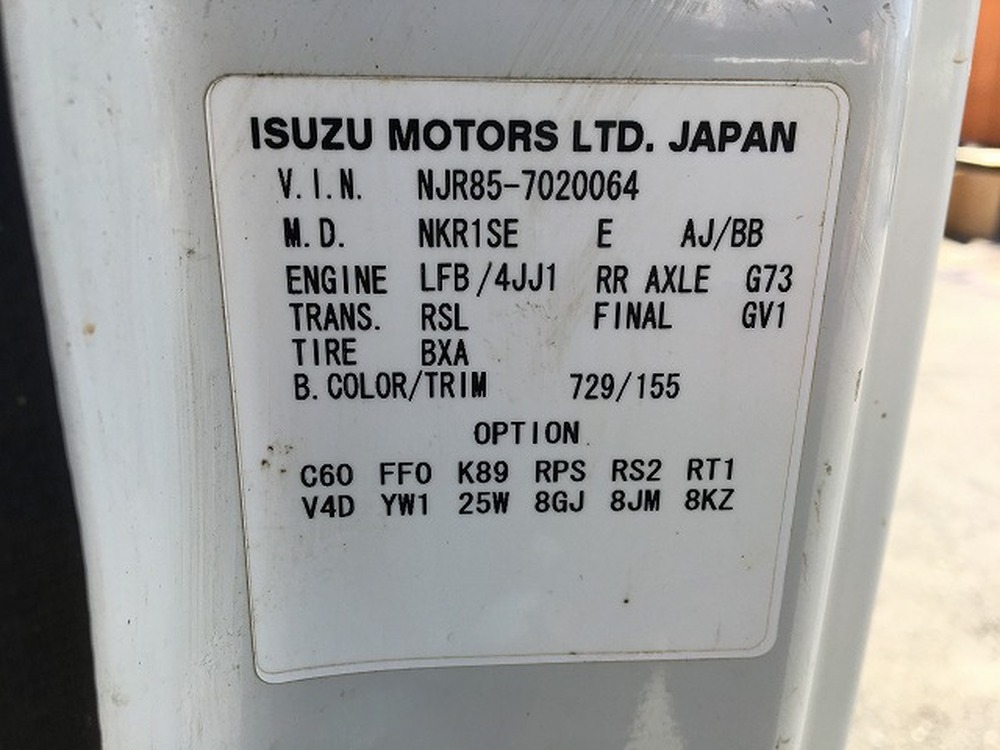 ISUZU MOTORS LTD. JAPAN
V.I.N. NJR85-7020064
M.D. NKR1SE E AJ/BB
ENGINE LFB/4JJ1 RR AXLE G73
TRANS. RSL FINAL GV1
TIRE BXA
B.COLOR/TRIM 729/155
OPTION
C60 FF0 K89 RPS RS2 RT1
V4D YW1 25W 8GJ 8JM 8KZ